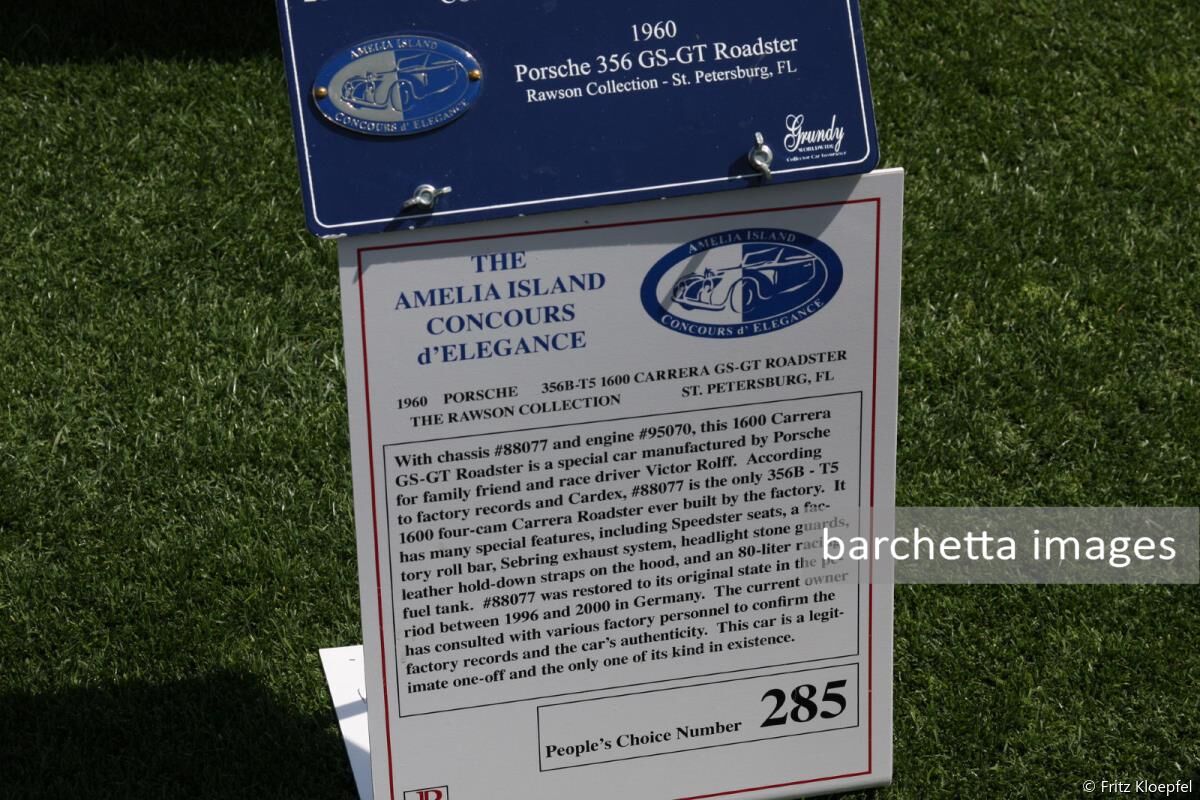 1960
Porsche 356 GS-GT Roadster
Rawson Collection - St. Petersburg, FL
AMELIA ISLAND
CONCOURS d' ELEGANCE
Grundy
WORLDWIDE
Collector Car Insurance
THE
AMELIA ISLAND
CONCOURS
d'ELEGANCE
AMELIA ISLAND
CONCOURS d' ELEGANCE
1960 PORSCHE 356B-T5 1600 CARRERA GS-GT ROADSTER
THE RAWSON COLLECTION ST. PETERSBURG, FL
With chassis #88077 and engine #95070, this 1600 Carrera
GS-GT Roadster is a special car manufactured by Porsche
for family friend and race driver Victor Rolff. According
to factory records and Cardex, #88077 is the only 356B - T5
1600 four-cam Carrera Roadster ever built by the factory. It
has many special features, including Speedster seats, a fac-
tory roll bar, Sebring exhaust system, headlight stone guards,
leather hold-down straps on the hood, and an 80-liter racing
fuel tank. #88077 was restored to its original state in the pe-
riod between 1996 and 2000 in Germany. The current owner
has consulted with various factory personnel to confirm the
factory records and the car's authenticity. This car is a legit-
imate one-off and the only one of its kind in existence.
People's Choice Number 285
barchetta images
© Fritz Kloepfel